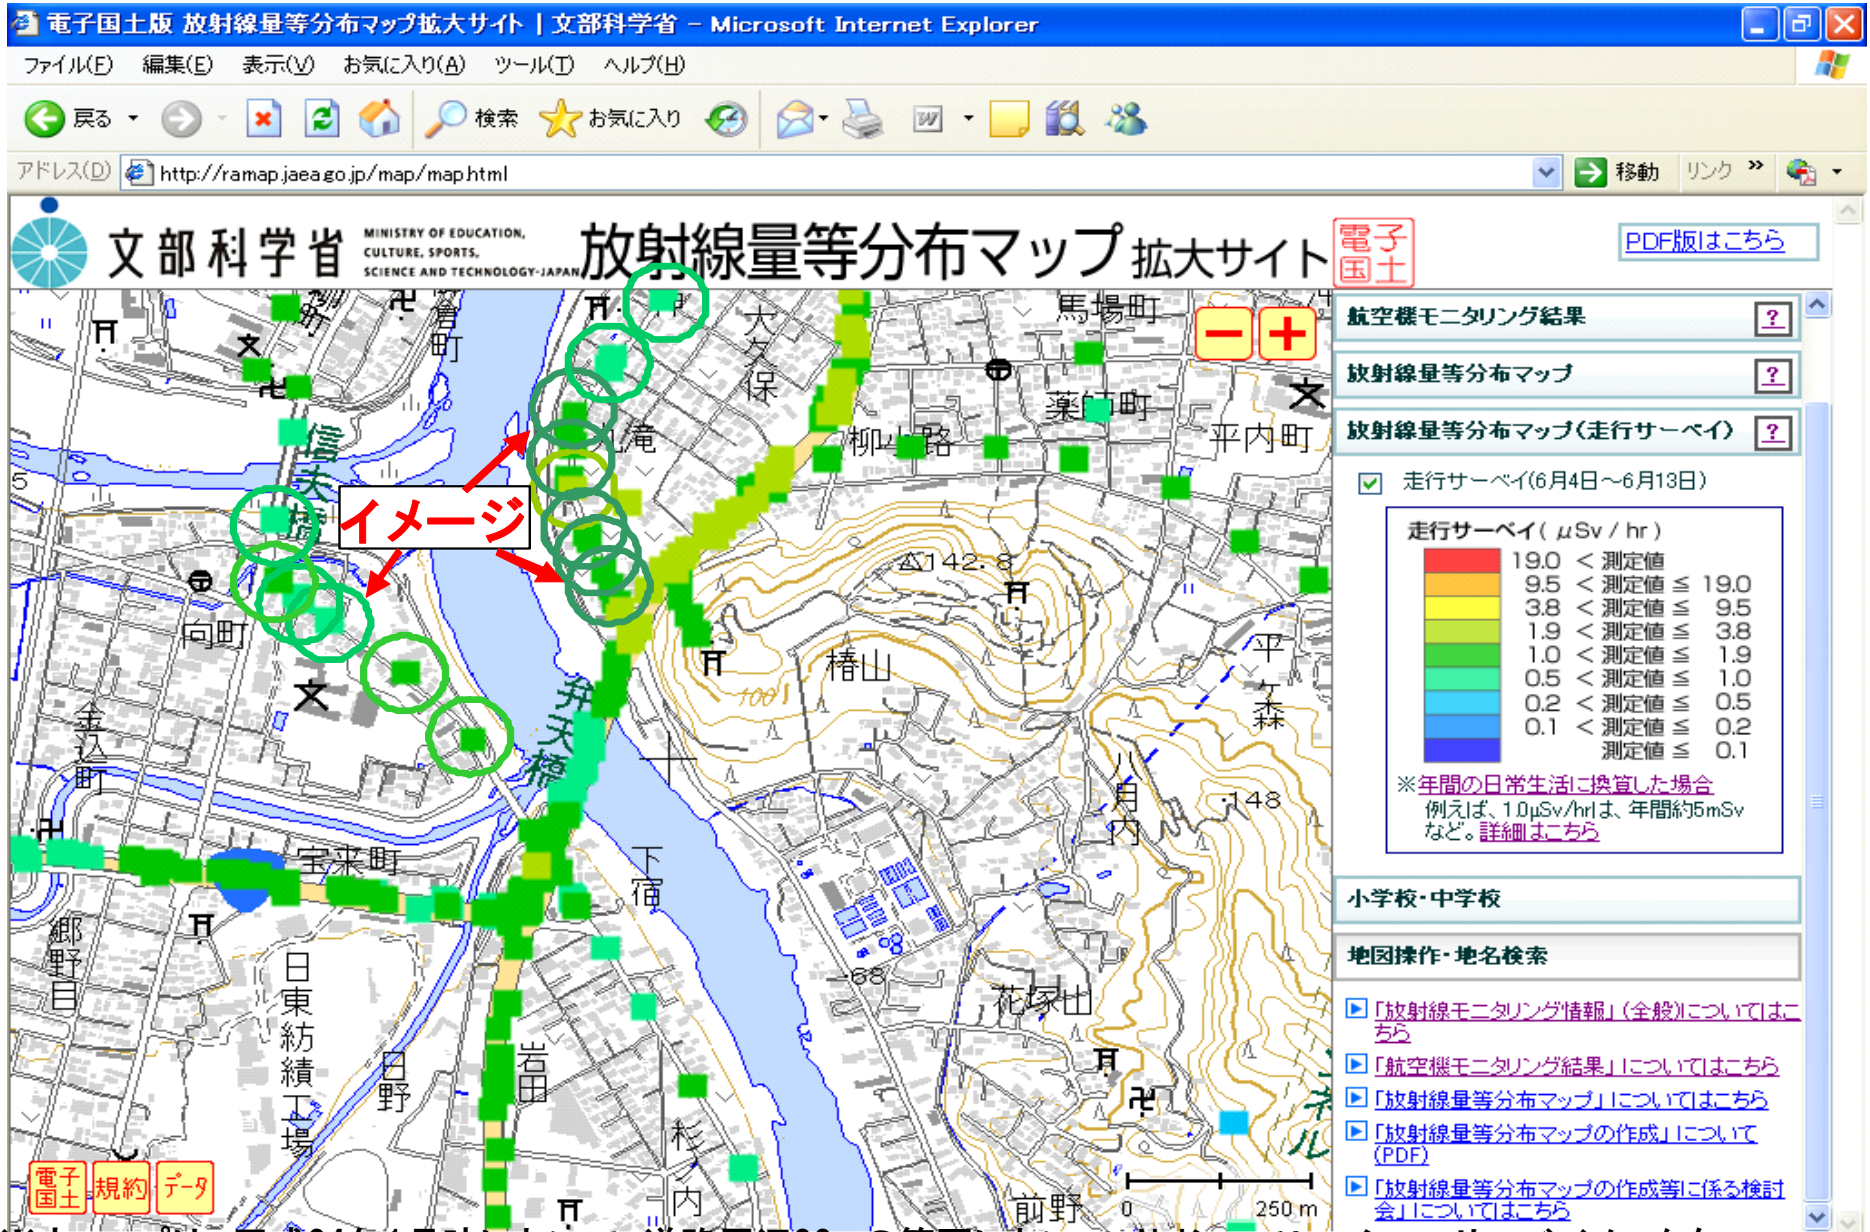 電子国土版 放射線量等分布マップ拡大サイト | 文部科学省 - Microsoft Internet Explorer
ファイル(F) 編集(E) 表示(V) お気に入り(A) ツール(T) ヘルプ(H)
戻る 検索 お気に入り
アドレス(D) http://ramap.jaea.go.jp/map/map.html 移動 リンク »
文部科学省 MINISTRY OF EDUCATION, CULTURE, SPORTS, SCIENCE AND TECHNOLOGY-JAPAN 放射線量等分布マップ 拡大サイト 電子国土
PDF版はこちら
航空機モニタリング結果 ?
放射線量等分布マップ ?
放射線量等分布マップ(走行サーベイ) ?
走行サーベイ(6月4日～6月13日)
走行サーベイ( μSv / hr )
19.0 < 測定値
9.5 < 測定値 ≦ 19.0
3.8 < 測定値 ≦ 9.5
1.9 < 測定値 ≦ 3.8
1.0 < 測定値 ≦ 1.9
0.5 < 測定値 ≦ 1.0
0.2 < 測定値 ≦ 0.5
0.1 < 測定値 ≦ 0.2
測定値 ≦ 0.1
※年間の日常生活に換算した場合
例えば、1.0μSv/hrは、年間約5mSv
など。詳細はこちら
小学校・中学校
地図操作・地名検索
「放射線モニタリング情報」(全般)についてはこ
ちら
「航空機モニタリング結果」についてはこちら
「放射線量等分布マップ」についてはこちら
「放射線量等分布マップの作成」について
(PDF)
「放射線量等分布マップの作成等に係る検討
会」についてはこちら
大久保
馬場町
柳小路
平内町
信夫橋
イメージ
142.8
向町
椿山
平ヶ森
100
金込町
弁天橋
八月内
148
宝来町
下宿
郷野目
68
日東紡績工場
花塚山
日野
岩田
杉ノ内
前野
トンネル
0 250 m
電子国土 規約 データ